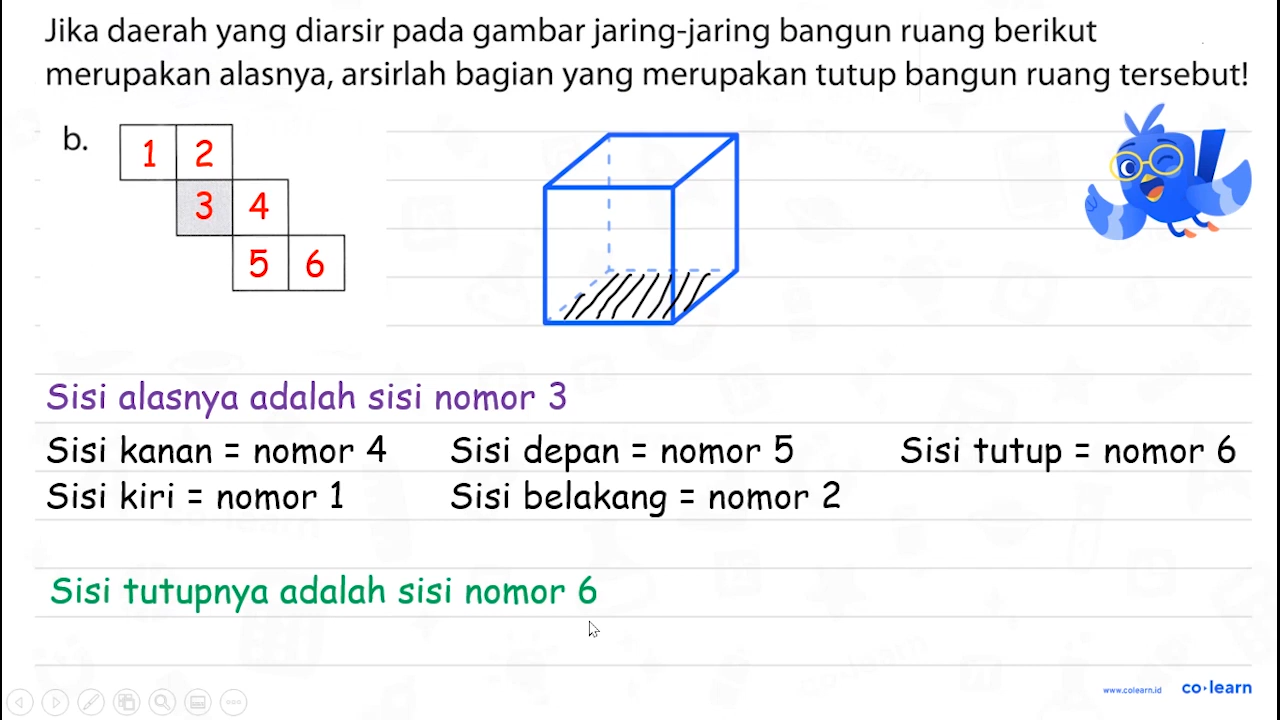 Jika daerah yang diarsir pada gambar jaring-jaring bangun ruang berikut
merupakan alasnya, arsirlah bagian yang merupakan tutup bangun ruang tersebut!
b.
1 2
3 4
5 6
Sisi alasnya adalah sisi nomor 3
Sisi kanan = nomor 4 Sisi depan = nomor 5 Sisi tutup = nomor 6
Sisi kiri = nomor 1 Sisi belakang = nomor 2
Sisi tutupnya adalah sisi nomor 6
www.colearn.id co·learn